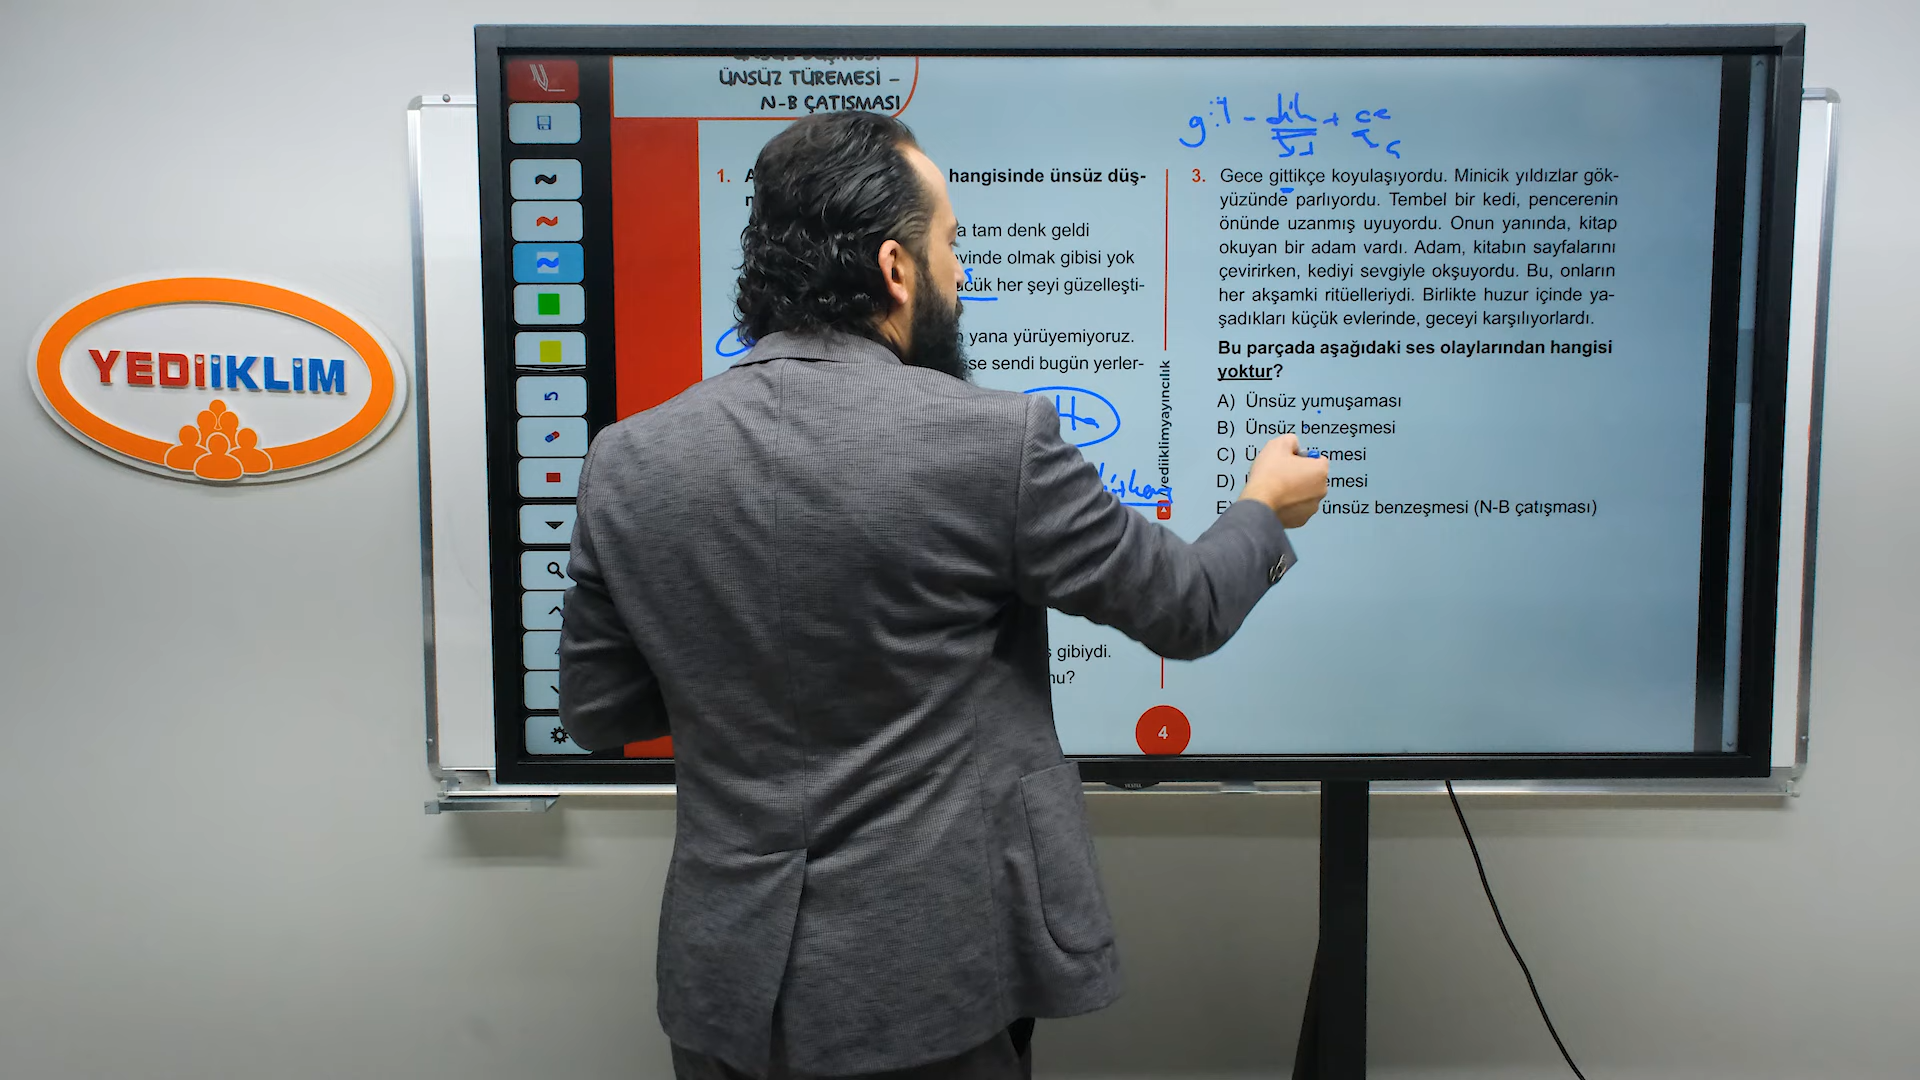 YEDİİKLİM
ÜNSÜZ TÜREMESİ –
N-B ÇATIŞMASI
1. hangisinde ünsüz düş-
a tam denk geldi
evinde olmak gibisi yok
her şeyi güzelleşti-
yana yürüyemiyoruz.
sendi bugün yerler-
gibiydi.
mu?
yediiklimyayıncılık
4
3. Gece gittikçe koyulaşıyordu. Minicik yıldızlar gök-
yüzünde parlıyordu. Tembel bir kedi, pencerenin
önünde uzanmış uyuyordu. Onun yanında, kitap
okuyan bir adam vardı. Adam, kitabın sayfalarını
çevirirken, kediyi sevgiyle okşuyordu. Bu, onların
her akşamki ritüelleriydi. Birlikte huzur içinde ya-
şadıkları küçük evlerinde, geceyi karşılıyorlardı.
Bu parçada aşağıdaki ses olaylarından hangisi
yoktur?
A) Ünsüz yumuşaması
B) Ünsüz benzeşmesi
C)
D)
E) ünsüz benzeşmesi (N-B çatışması)